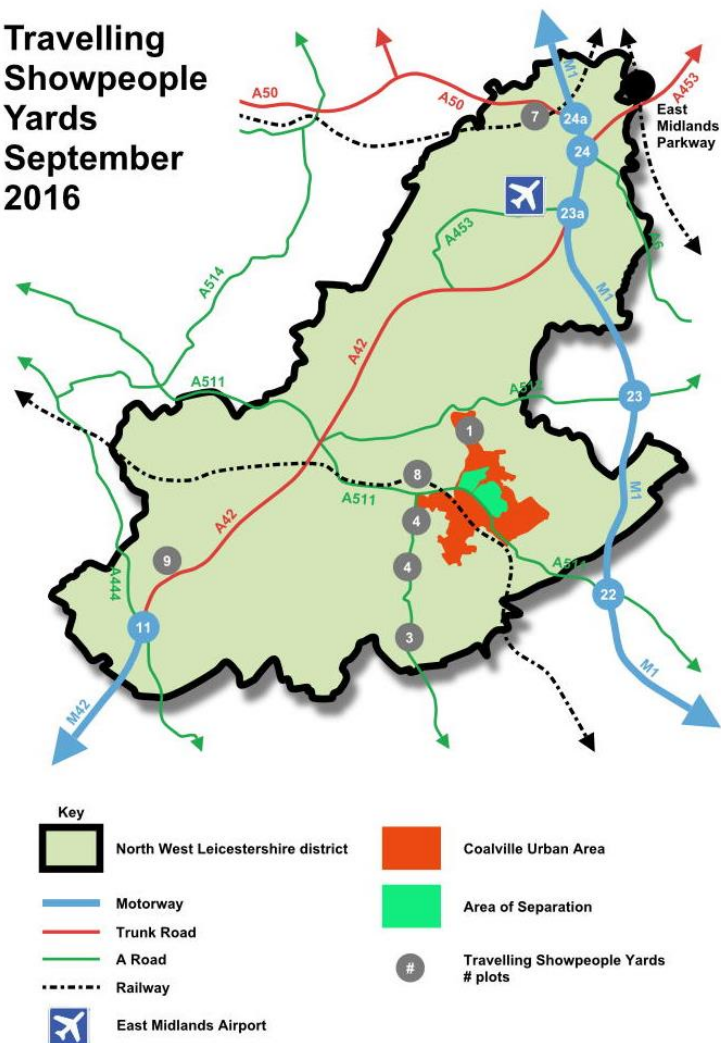 Travelling
Showpeople
Yards
September
2016
M1
A50
A50
A453
24a
7
East
Midlands
Parkway
24
23a
A453
A6
A514
M1
A42
A511
A512
23
1
8
A511
M1
4
A42
9
4
A511
A444
22
11
3
M1
M42
Key
North West Leicestershire district
Coalville Urban Area
Motorway
Area of Separation
Trunk Road
A Road
#
Travelling Showpeople Yards
# plots
Railway
East Midlands Airport